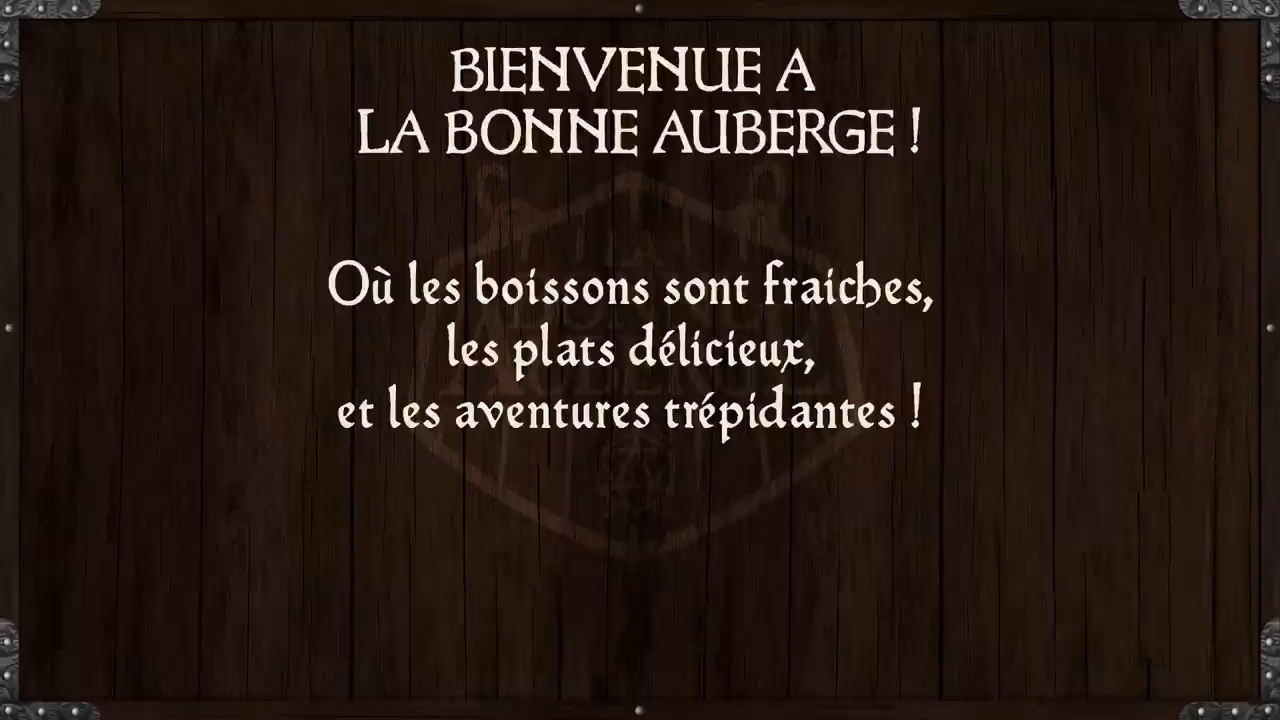 BIENVENUE A
LA BONNE AUBERGE !
Où les boissons sont fraiches,
les plats délicieux,
et les aventures trépidantes !